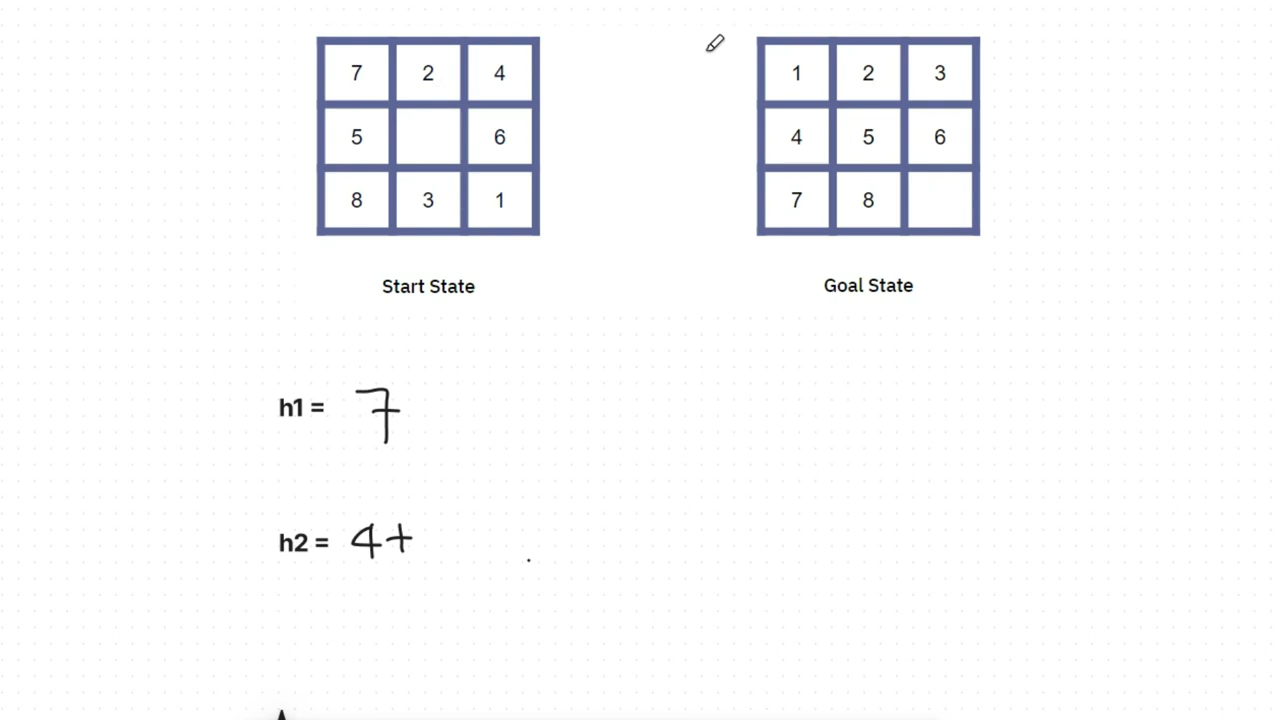 7 2 4
5 6
8 3 1
Start State
1 2 3
4 5 6
7 8
Goal State
h1 = 7
h2 = 4+